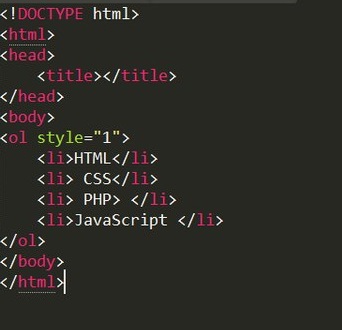 <!DOCTYPE html>
<html>
<head>
    <title></title>
</head>
<body>
<ol style="1">
    <li>HTML</li>
    <li> CSS</li>
    <li> PHP> </li>
    <li>JavaScript </li>
</ol>
</body>
</html>